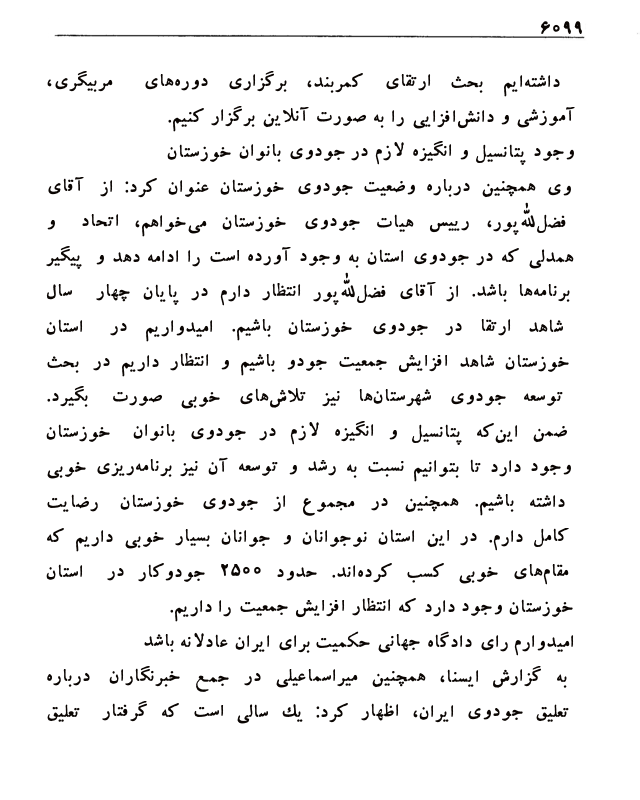 ۶۰۹۹
داشته‌ایم بحث ارتقای کمربند، برگزاری دوره‌های مربیگری،
آموزشی و دانش‌افزایی را به صورت آنلاین برگزار کنیم.
وجود پتانسیل و انگیزه لازم در جودوی بانوان خوزستان
وی همچنین درباره وضعیت جودوی خوزستان عنوان کرد: از آقای
فضل‌الله‌پور، رییس هیات جودوی خوزستان می‌خواهم، اتحاد و
همدلی که در جودوی استان به وجود آورده است را ادامه دهد و پیگیر
برنامه‌ها باشد. از آقای فضل‌الله‌پور انتظار دارم در پایان چهار سال
شاهد ارتقا در جودوی خوزستان باشیم. امیدواریم در استان
خوزستان شاهد افزایش جمعیت جودو باشیم و انتظار داریم در بحث
توسعه جودوی شهرستان‌ها نیز تلاش‌های خوبی صورت بگیرد.
ضمن این‌که پتانسیل و انگیزه لازم در جودوی بانوان خوزستان
وجود دارد تا بتوانیم نسبت به رشد و توسعه آن نیز برنامه‌ریزی خوبی
داشته باشیم. همچنین در مجموع از جودوی خوزستان رضایت
کامل دارم. در این استان نوجوانان و جوانان بسیار خوبی داریم که
مقام‌های خوبی کسب کرده‌اند. حدود ۲۵۰۰ جودوکار در استان
خوزستان وجود دارد که انتظار افزایش جمعیت را داریم.
امیدوارم رای دادگاه جهانی حکمیت برای ایران عادلانه باشد
به گزارش ایسنا، همچنین میراسماعیلی در جمع خبرنگاران درباره
تعلیق جودوی ایران، اظهار کرد: یك سالی است که گرفتار تعلیق